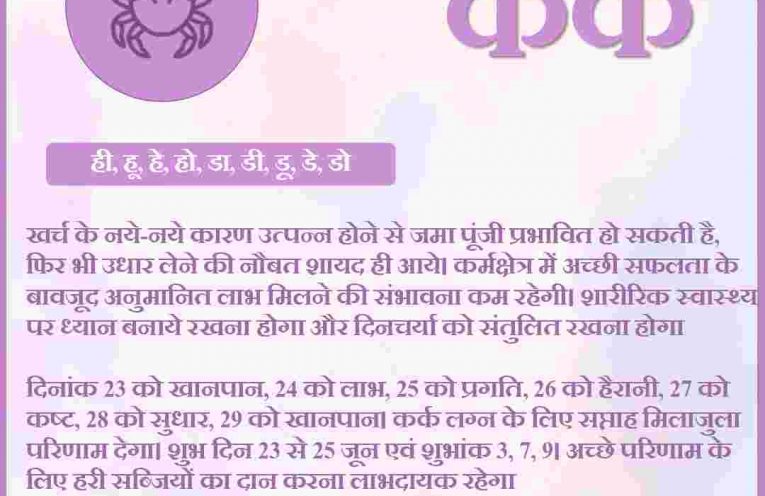 कर्क
ही, हू, हे, हो, डा, डी, डू, डे, डो
खर्च के नये-नये कारण उत्पन्न होने से जमा पूंजी प्रभावित हो सकती है,
फिर भी उधार लेने की नौबत शायद ही आये। कर्मक्षेत्र में अच्छी सफलता के
बावजूद अनुमानित लाभ मिलने की संभावना कम रहेगी। शारीरिक स्वास्थ्य
पर ध्यान बनाये रखना होगा और दिनचर्या को संतुलित रखना होगा
दिनांक 23 को खानपान, 24 को लाभ, 25 को प्रगति, 26 को हैरानी, 27 को
कष्ट, 28 को सुधार, 29 को खानपान। कर्क लग्न के लिए सप्ताह मिलाजुला
परिणाम देगा। शुभ दिन 23 से 25 जून एवं शुभांक 3, 7, 9। अच्छे परिणाम के
लिए हरी सब्जियों का दान करना लाभदायक रहेगा